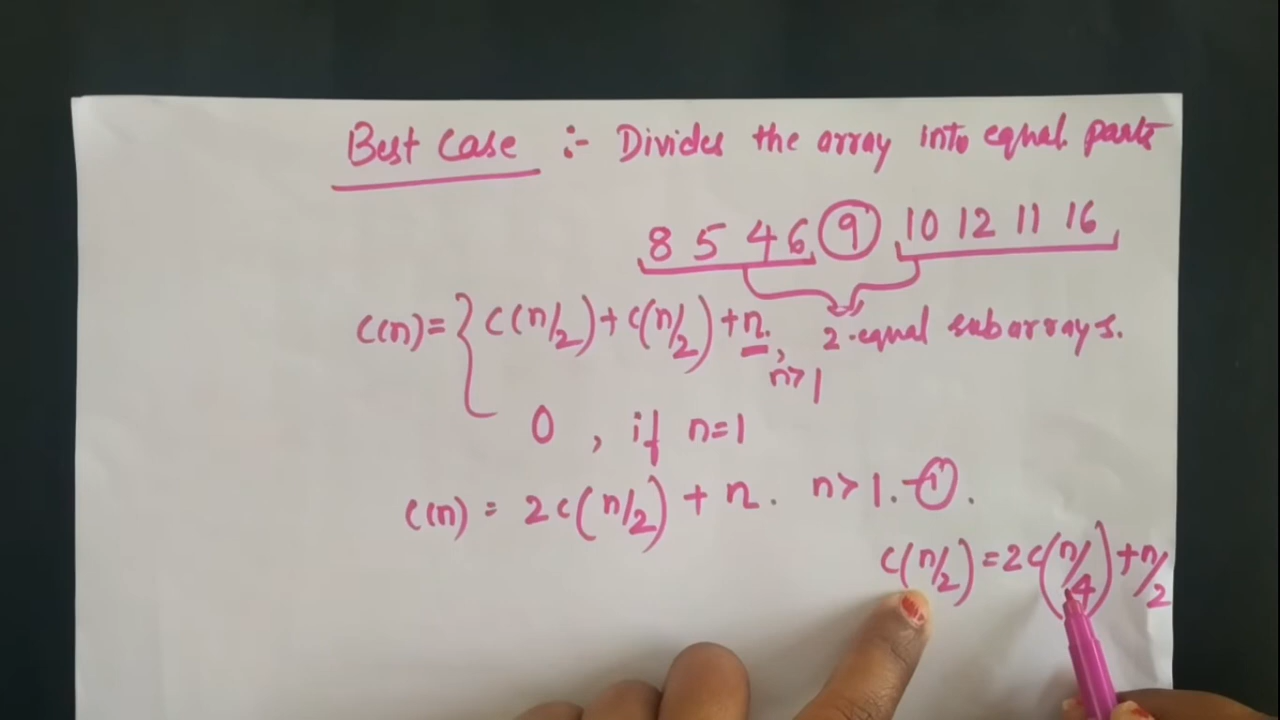 Best Case :- Divides the array into equal parts
8 5 4 6 9 10 12 11 16
C(n) = { C(n/2) + C(n/2) + n. , n>1
2-equal subarrays.
0 , if n=1
C(n) = 2C(n/2) + n. n>1. -①.
C(n/2) = 2C(n/4) + n/2